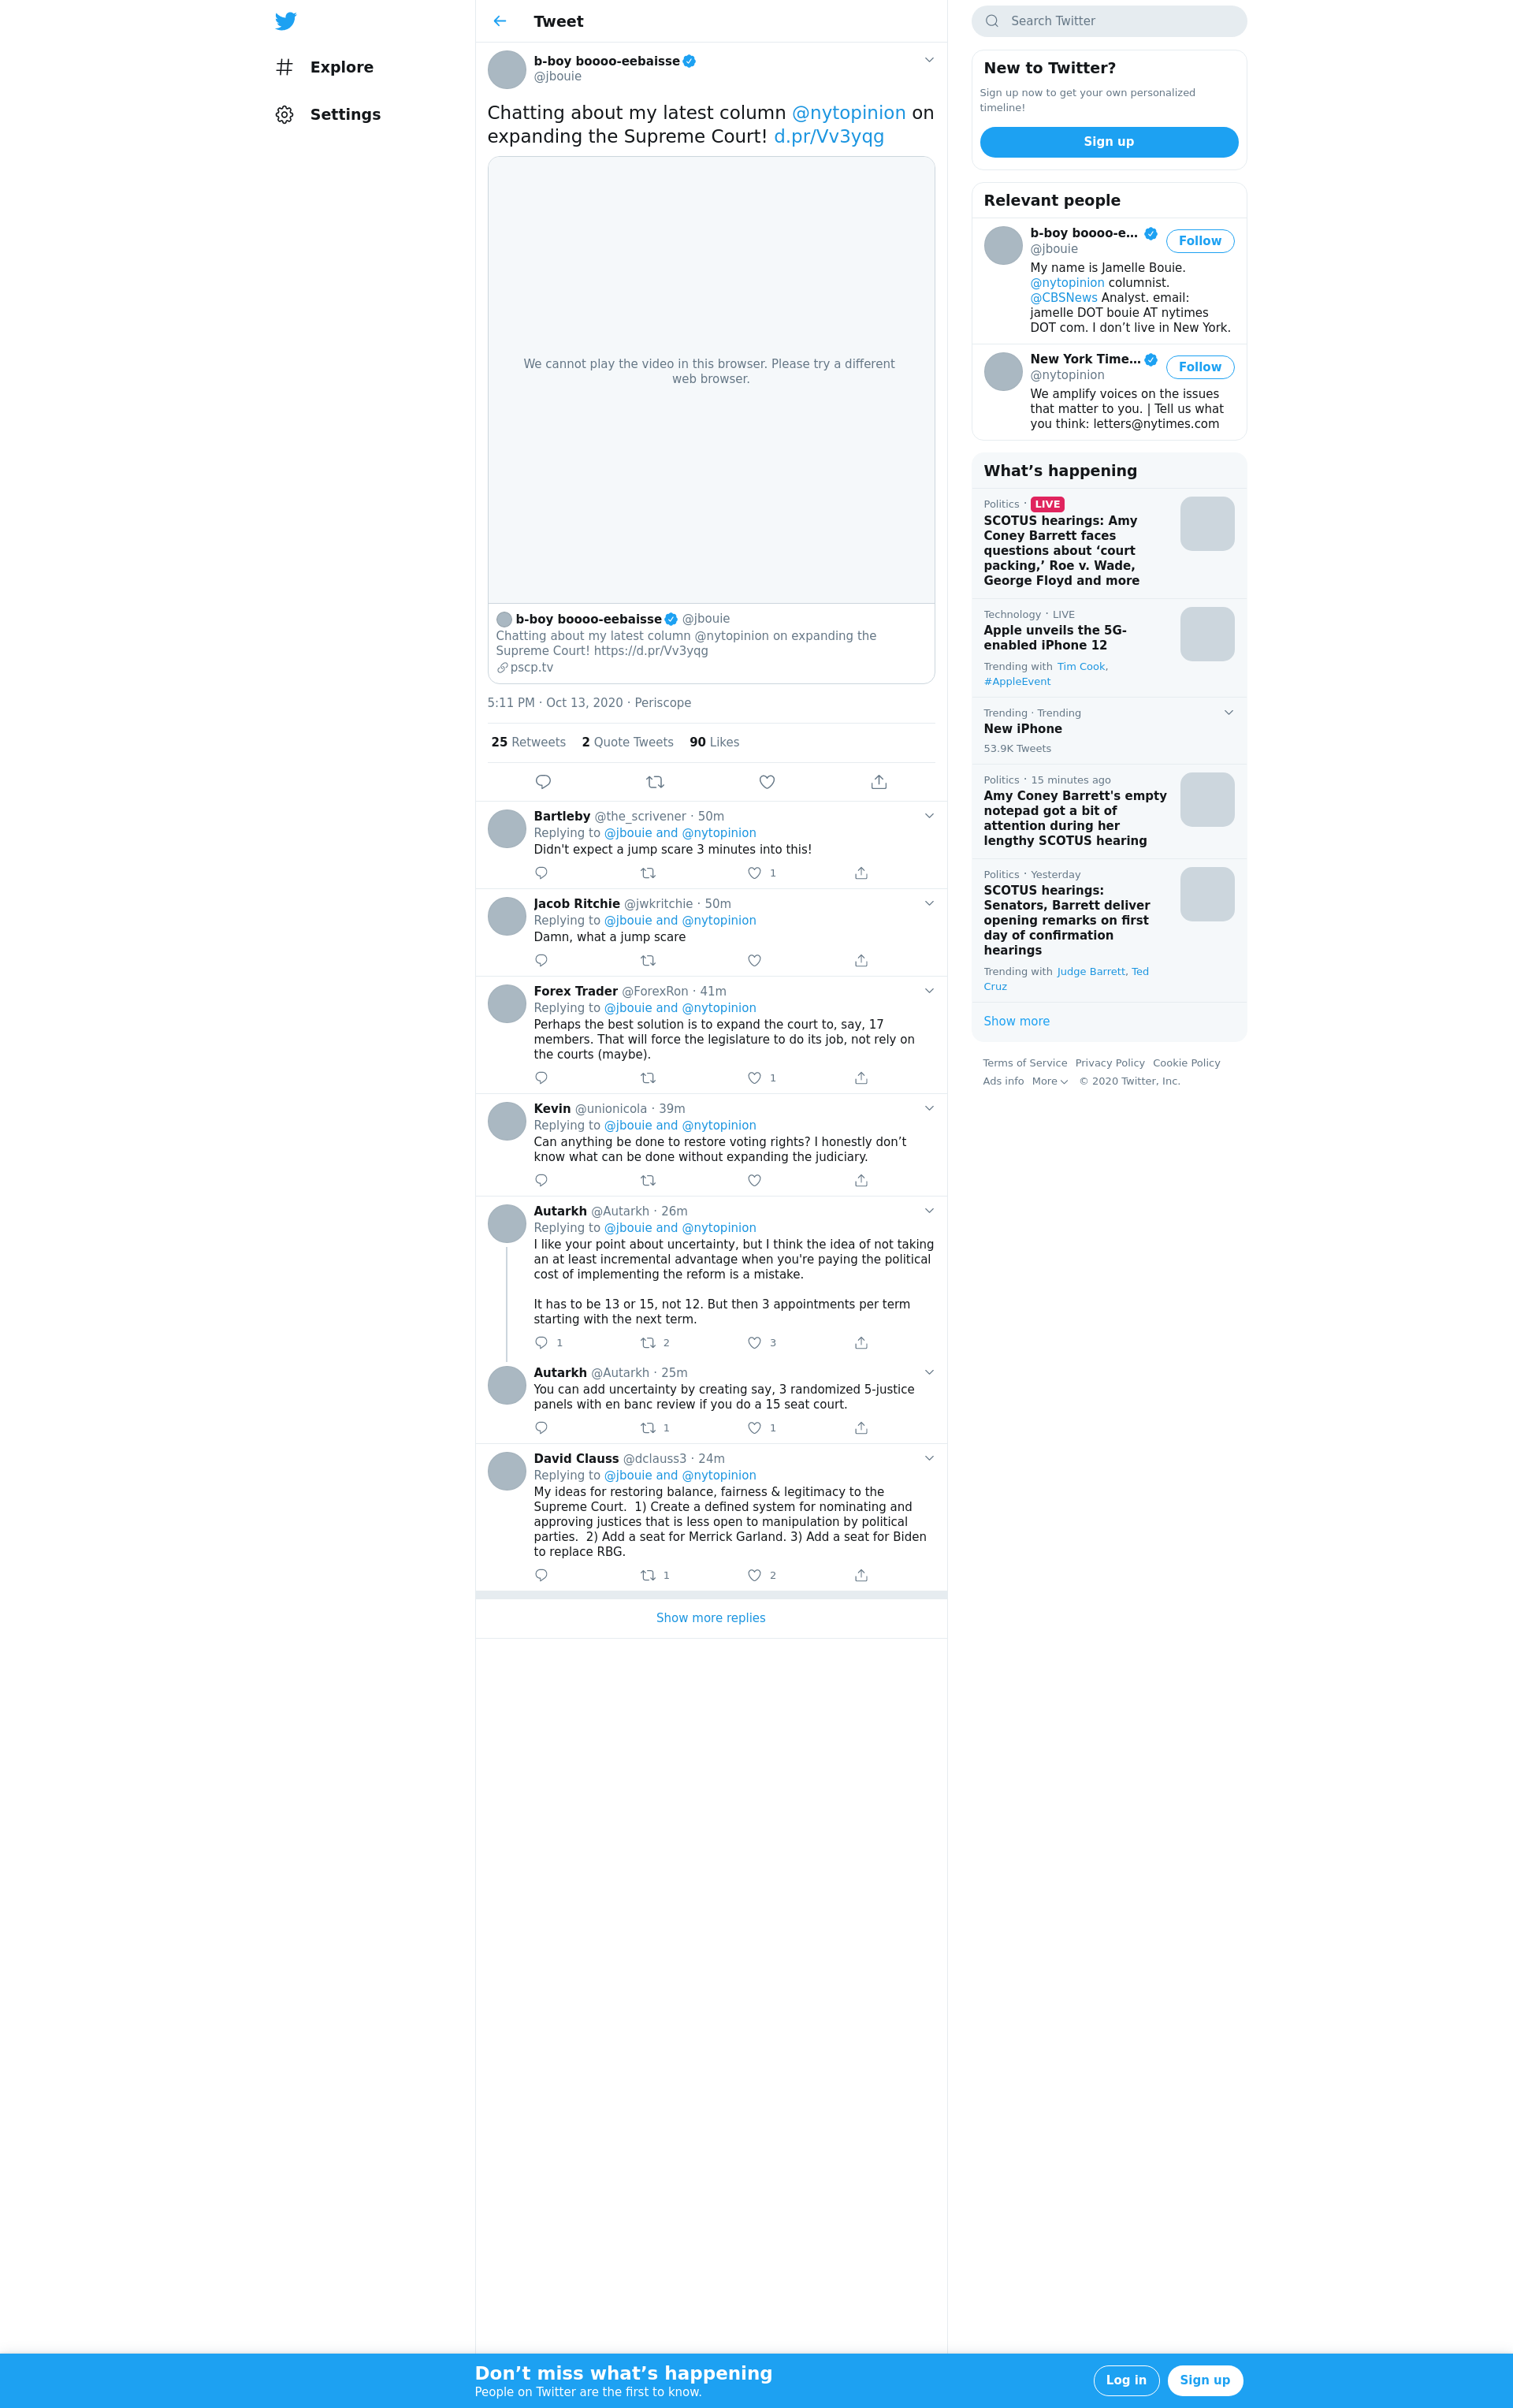 Explore
Settings
Tweet
b-boy boooo-eebaisse
@jbouie
Chatting about my latest column @nytopinion on
expanding the Supreme Court! d.pr/Vv3yqg
We cannot play the video in this browser. Please try a different
web browser.
b-boy boooo-eebaisse @jbouie
Chatting about my latest column @nytopinion on expanding the
Supreme Court! https://d.pr/Vv3yqg
pscp.tv
5:11 PM · Oct 13, 2020 · Periscope
25 Retweets 2 Quote Tweets 90 Likes
Bartleby @the_scrivener · 50m
Replying to @jbouie and @nytopinion
Didn't expect a jump scare 3 minutes into this!
1
Jacob Ritchie @jwkritchie · 50m
Replying to @jbouie and @nytopinion
Damn, what a jump scare
Forex Trader @ForexRon · 41m
Replying to @jbouie and @nytopinion
Perhaps the best solution is to expand the court to, say, 17
members. That will force the legislature to do its job, not rely on
the courts (maybe).
1
Kevin @unionicola · 39m
Replying to @jbouie and @nytopinion
Can anything be done to restore voting rights? I honestly don’t
know what can be done without expanding the judiciary.
Autarkh @Autarkh · 26m
Replying to @jbouie and @nytopinion
I like your point about uncertainty, but I think the idea of not taking
an at least incremental advantage when you're paying the political
cost of implementing the reform is a mistake.
It has to be 13 or 15, not 12. But then 3 appointments per term
starting with the next term.
1 2 3
Autarkh @Autarkh · 25m
You can add uncertainty by creating say, 3 randomized 5-justice
panels with en banc review if you do a 15 seat court.
1 1
David Clauss @dclauss3 · 24m
Replying to @jbouie and @nytopinion
My ideas for restoring balance, fairness & legitimacy to the
Supreme Court.  1) Create a defined system for nominating and
approving justices that is less open to manipulation by political
parties.  2) Add a seat for Merrick Garland. 3) Add a seat for Biden
to replace RBG.
1 2
Show more replies
Search Twitter
New to Twitter?
Sign up now to get your own personalized
timeline!
Sign up
Relevant people
b-boy boooo-e...
Follow
@jbouie
My name is Jamelle Bouie.
@nytopinion columnist.
@CBSNews Analyst. email:
jamelle DOT bouie AT nytimes
DOT com. I don’t live in New York.
New York Time...
Follow
@nytopinion
We amplify voices on the issues
that matter to you. | Tell us what
you think: letters@nytimes.com
What’s happening
Politics · LIVE
SCOTUS hearings: Amy
Coney Barrett faces
questions about ‘court
packing,’ Roe v. Wade,
George Floyd and more
Technology · LIVE
Apple unveils the 5G-
enabled iPhone 12
Trending with Tim Cook,
#AppleEvent
Trending · Trending
New iPhone
53.9K Tweets
Politics · 15 minutes ago
Amy Coney Barrett's empty
notepad got a bit of
attention during her
lengthy SCOTUS hearing
Politics · Yesterday
SCOTUS hearings:
Senators, Barrett deliver
opening remarks on first
day of confirmation
hearings
Trending with Judge Barrett, Ted
Cruz
Show more
Terms of Service Privacy Policy Cookie Policy
Ads info More © 2020 Twitter, Inc.
Don’t miss what’s happening
People on Twitter are the first to know.
Log in
Sign up